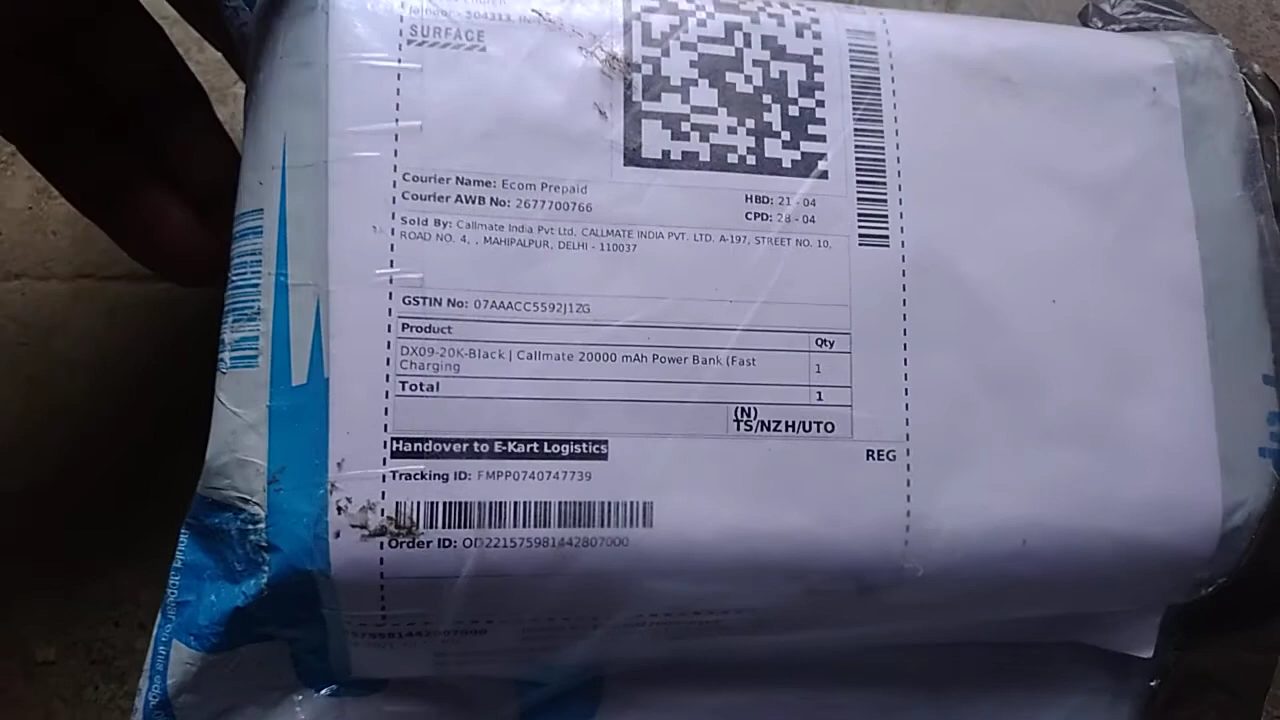 - 504313, IN-
SURFACE
Courier Name: Ecom Prepaid
Courier AWB No: 2677700766
HBD: 21 - 04
CPD: 28 - 04
Sold By: Callmate India Pvt Ltd, CALLMATE INDIA PVT. LTD. A-197, STREET NO. 10,
ROAD NO. 4, , MAHIPALPUR, DELHI - 110037
GSTIN No: 07AAACC5592J1ZG
Product Qty
DX09-20K-Black | Callmate 20000 mAh Power Bank (Fast
Charging 1
Total 1
(N)
TS/NZH/UTO
Handover to E-Kart Logistics
REG
Tracking ID: FMPP0740747739
Order ID: OD221575981442807000